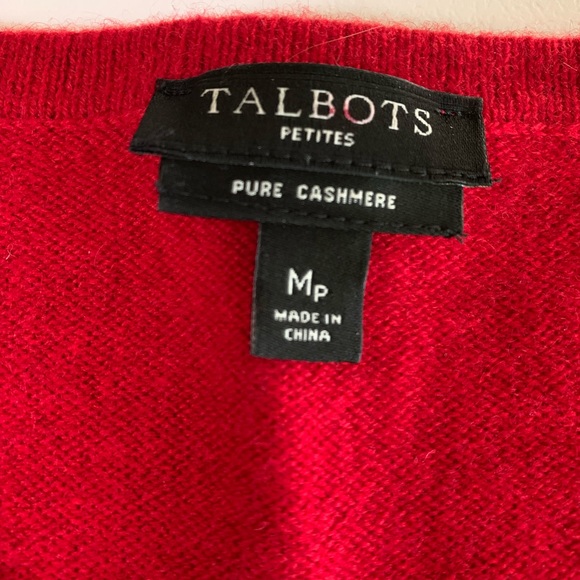 TALBOTS
PETITES
PURE CASHMERE
MP
MADE IN
CHINA